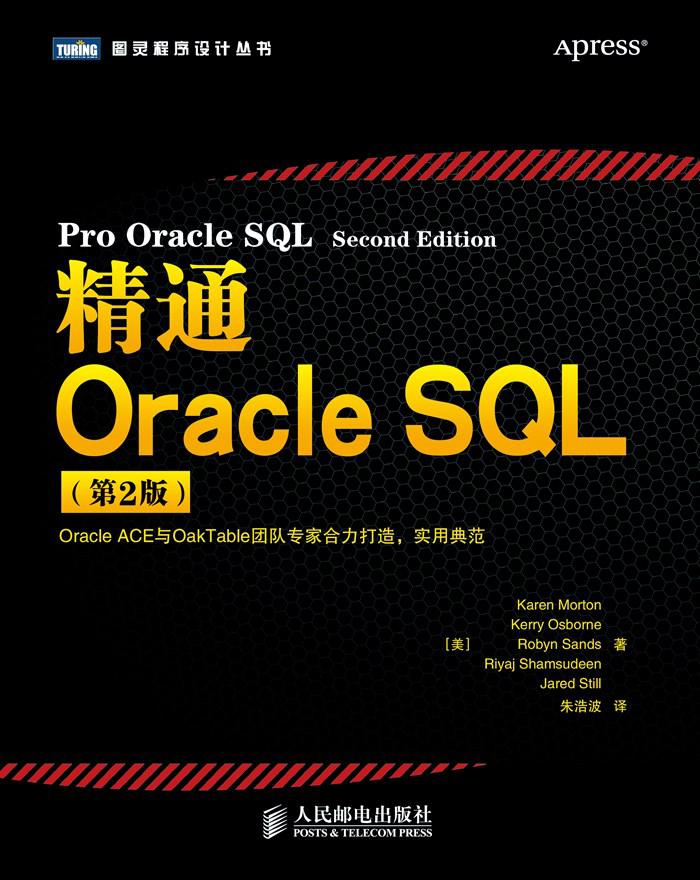 TURING 图灵程序设计丛书
Apress®
Pro Oracle SQL Second Edition
精通
Oracle SQL
（第2版）
Oracle ACE与OakTable团队专家合力打造，实用典范
Karen Morton
Kerry Osborne
［美］ Robyn Sands 著
Riyaj Shamsudeen
Jared Still
朱浩波 译
人民邮电出版社
POSTS & TELECOM PRESS